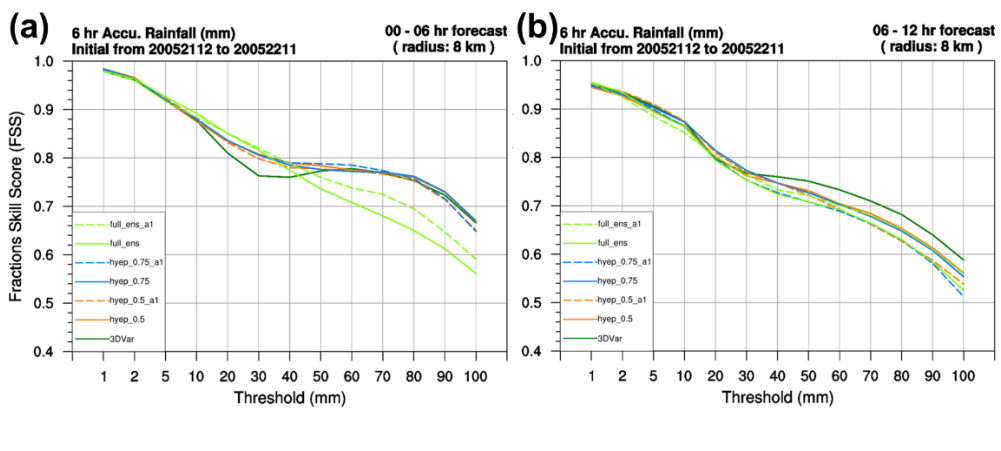 (a)
6 hr Accu. Rainfall (mm)
Initial from 20052112 to 20052211
00 - 06 hr forecast
( radius: 8 km )
Fractions Skill Score (FSS)
1.0
0.9
0.8
0.7
0.6
0.5
0.4
full_ens_a1
full_ens
hyep_0.75_a1
hyep_0.75
hyep_0.5_a1
hyep_0.5
3DVar
1 2 5 10 20 30 40 50 60 70 80 90 100
Threshold (mm)
(b)
6 hr Accu. Rainfall (mm)
Initial from 20052112 to 20052211
06 - 12 hr forecast
( radius: 8 km )
1.0
0.9
0.8
0.7
0.6
0.5
0.4
full_ens_a1
full_ens
hyep_0.75_a1
hyep_0.75
hyep_0.5_a1
hyep_0.5
3DVar
1 2 5 10 20 30 40 50 60 70 80 90 100
Threshold (mm)